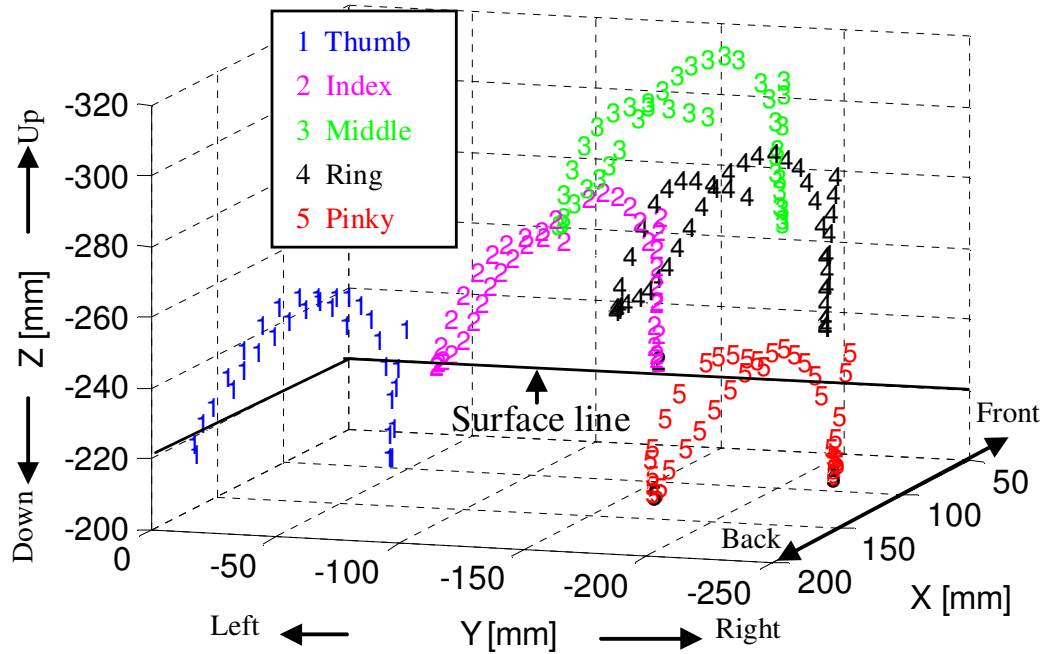 1 Thumb
2 Index
3 Middle
4 Ring
5 Pinky
-320
-300
-280
-260
-240
-220
-200
Up
Z [mm]
Down
Surface line
Front
Back
0
-50
-100
-150
-200
-250
200
150
100
50
X [mm]
Left
Y [mm]
Right